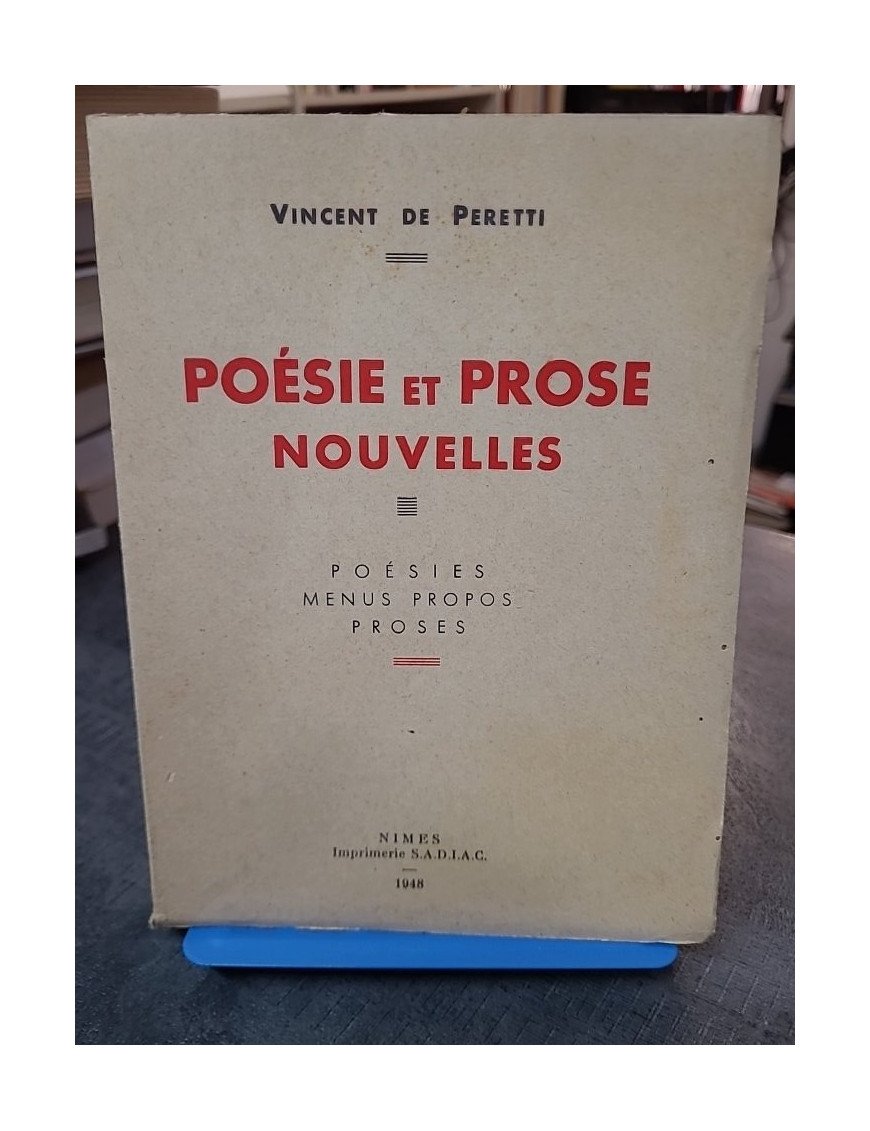 VINCENT DE PERETTI
POÉSIE ET PROSE
NOUVELLES
POÉSIES
MENUS PROPOS
PROSES
NIMES
Imprimerie S.A.D.I.A.C.
1948